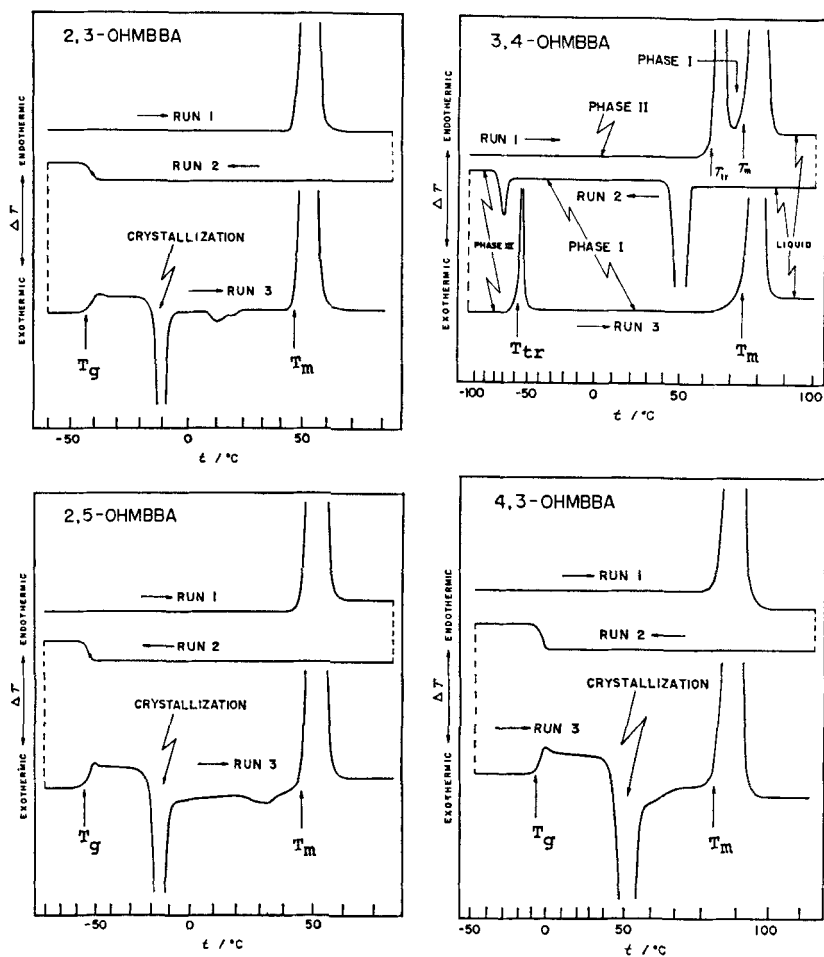 2,3-OHMBBA
RUN 1
RUN 2
CRYSTALLIZATION
RUN 3
Tg
Tm
EXOTHERMIC ΔT ENDOTHERMIC
-50 0 50
t / °C
3,4-OHMBBA
PHASE I
PHASE II
RUN 1
Ttr
Tm
RUN 2
PHASE III
PHASE I
LIQUID
RUN 3
Ttr
Tm
EXOTHERMIC ΔT ENDOTHERMIC
-100 0 50 100
t / °C
2,5-OHMBBA
RUN 1
RUN 2
CRYSTALLIZATION
RUN 3
Tg
Tm
EXOTHERMIC ΔT ENDOTHERMIC
-50 0 50
t / °C
4,3-OHMBBA
RUN 1
RUN 2
CRYSTALLIZATION
RUN 3
Tg
Tm
EXOTHERMIC ΔT ENDOTHERMIC
-50 0 50 100
t / °C